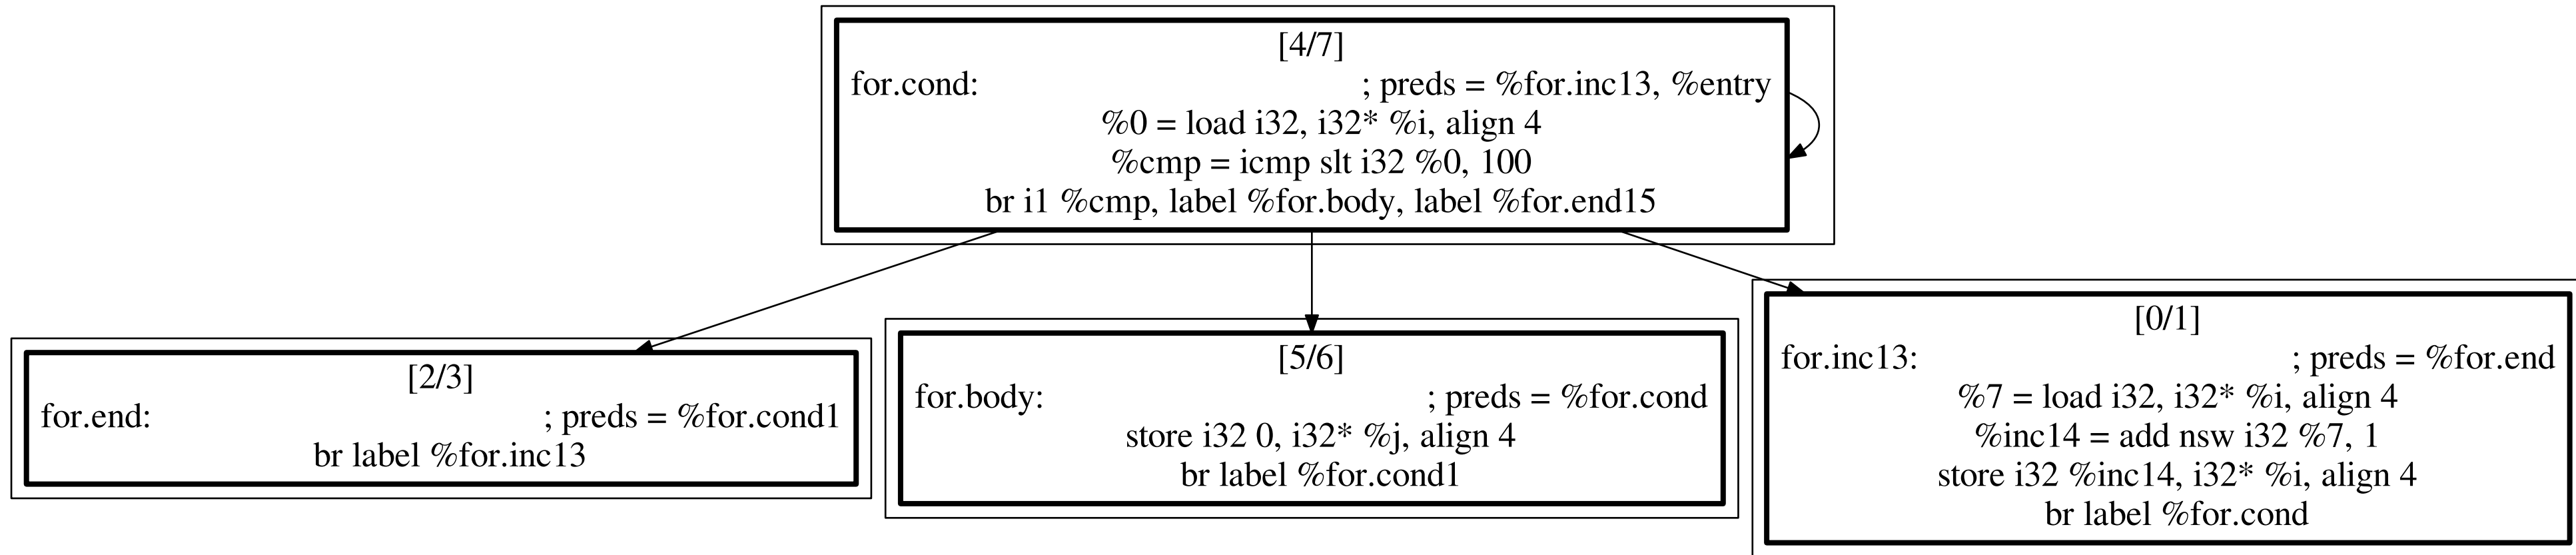 [4/7]
for.cond: ; preds = %for.inc13, %entry
%0 = load i32, i32* %i, align 4
%cmp = icmp slt i32 %0, 100
br i1 %cmp, label %for.body, label %for.end15
[2/3]
for.end: ; preds = %for.cond1
br label %for.inc13
[5/6]
for.body: ; preds = %for.cond
store i32 0, i32* %j, align 4
br label %for.cond1
[0/1]
for.inc13: ; preds = %for.end
%7 = load i32, i32* %i, align 4
%inc14 = add nsw i32 %7, 1
store i32 %inc14, i32* %i, align 4
br label %for.cond